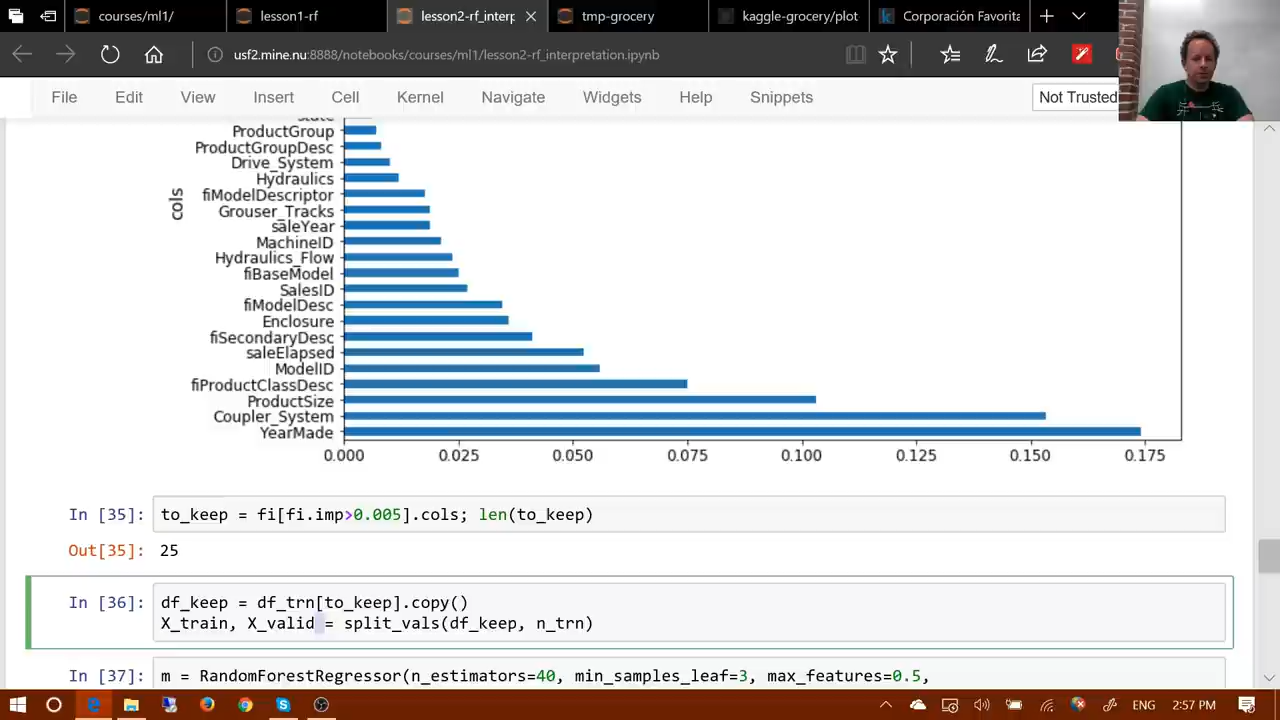 courses/ml1/
lesson1-rf
lesson2-rf_interp
tmp-grocery
kaggle-grocery/plot
Corporación Favorita
usf2.mine.nu:8888/notebooks/courses/ml1/lesson2-rf_interpretation.ipynb
File Edit View Insert Cell Kernel Navigate Widgets Help Snippets
Not Trusted
state
ProductGroup
ProductGroupDesc
Drive_System
Hydraulics
fiModelDescriptor
Grouser_Tracks
saleYear
MachineID
Hydraulics_Flow
fiBaseModel
SalesID
fiModelDesc
Enclosure
fiSecondaryDesc
saleElapsed
ModelID
fiProductClassDesc
ProductSize
Coupler_System
YearMade
cols
0.000 0.025 0.050 0.075 0.100 0.125 0.150 0.175
In [35]: to_keep = fi[fi.imp>0.005].cols; len(to_keep)
Out[35]: 25
In [36]: df_keep = df_trn[to_keep].copy()
X_train, X_valid = split_vals(df_keep, n_trn)
In [37]: m = RandomForestRegressor(n_estimators=40, min_samples_leaf=3, max_features=0.5,
ENG 2:57 PM